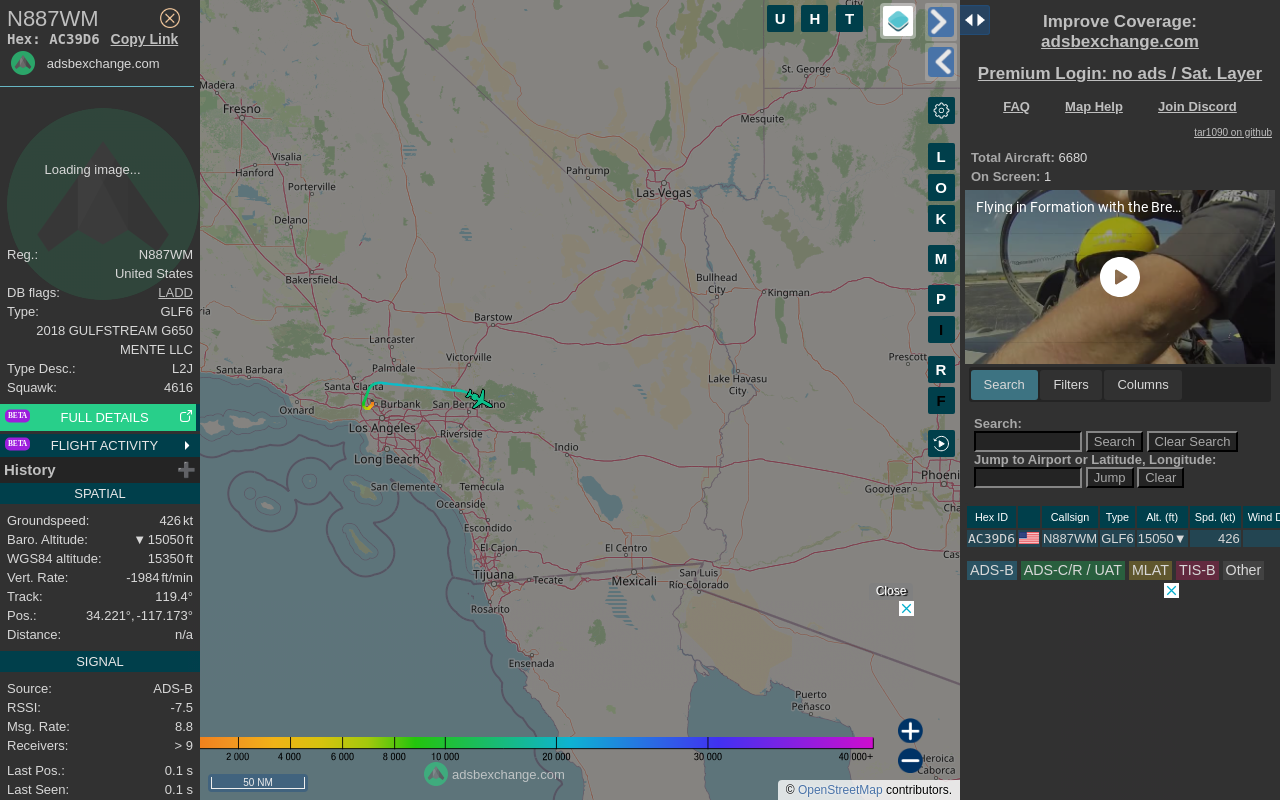 N887WM
Hex: AC39D6 Copy Link
adsbexchange.com
Loading image...
Reg.: N887WM
United States
DB flags: LADD
Type: GLF6
2018 GULFSTREAM G650
MENTE LLC
Type Desc.: L2J
Squawk: 4616
BETA FULL DETAILS
BETA FLIGHT ACTIVITY
History
SPATIAL
Groundspeed: 426 kt
Baro. Altitude: ▼ 15050 ft
WGS84 altitude: 15350 ft
Vert. Rate: -1984 ft/min
Track: 119.4°
Pos.: 34.221°, -117.173°
Distance: n/a
SIGNAL
Source: ADS-B
RSSI: -7.5
Msg. Rate: 8.8
Receivers: > 9
Last Pos.: 0.1 s
Last Seen: 0.1 s
U H T
L
O
K
M
P
I
R
F
City
St. George
Madera
Fresno
Mesquite
Visalia
Hanford
Pahrump
Porterville
Las Vegas
Delano
Bakersfield
Bullhead
City
Kingman
ria
Barstow
Lancaster
Victorville
Prescott
Palmdale
Santa Barbara
Santa Clarita
Lake Havasu
City
Oxnard
Burbank
San Bernardino
Los Angeles
Riverside
Indio
Long Beach
Phoeni
San Clemente
Temecula
Goodyear
Oceanside
Cha
Escondido
El Cajon
El Centro
Cas
Tijuana
Tecate
Mexicali
San Luis
Río Colorado
Rosarito
Close
Ensenada
Puerto
Peñasco
Heroica
Caborca
2 000 4 000 6 000 8 000 10 000 20 000 30 000 40 000+
50 NM
adsbexchange.com
© OpenStreetMap contributors.
Improve Coverage:
adsbexchange.com
Premium Login: no ads / Sat. Layer
FAQ Map Help Join Discord
tar1090 on github
Total Aircraft: 6680
On Screen: 1
Flying in Formation with the Bre...
Search Filters Columns
Search:
Search Clear Search
Jump to Airport or Latitude, Longitude:
Jump Clear
Hex ID Callsign Type Alt. (ft) Spd. (kt) Wind D
AC39D6 N887WM GLF6 15050▼ 426
ADS-B ADS-C/R / UAT MLAT TIS-B Other